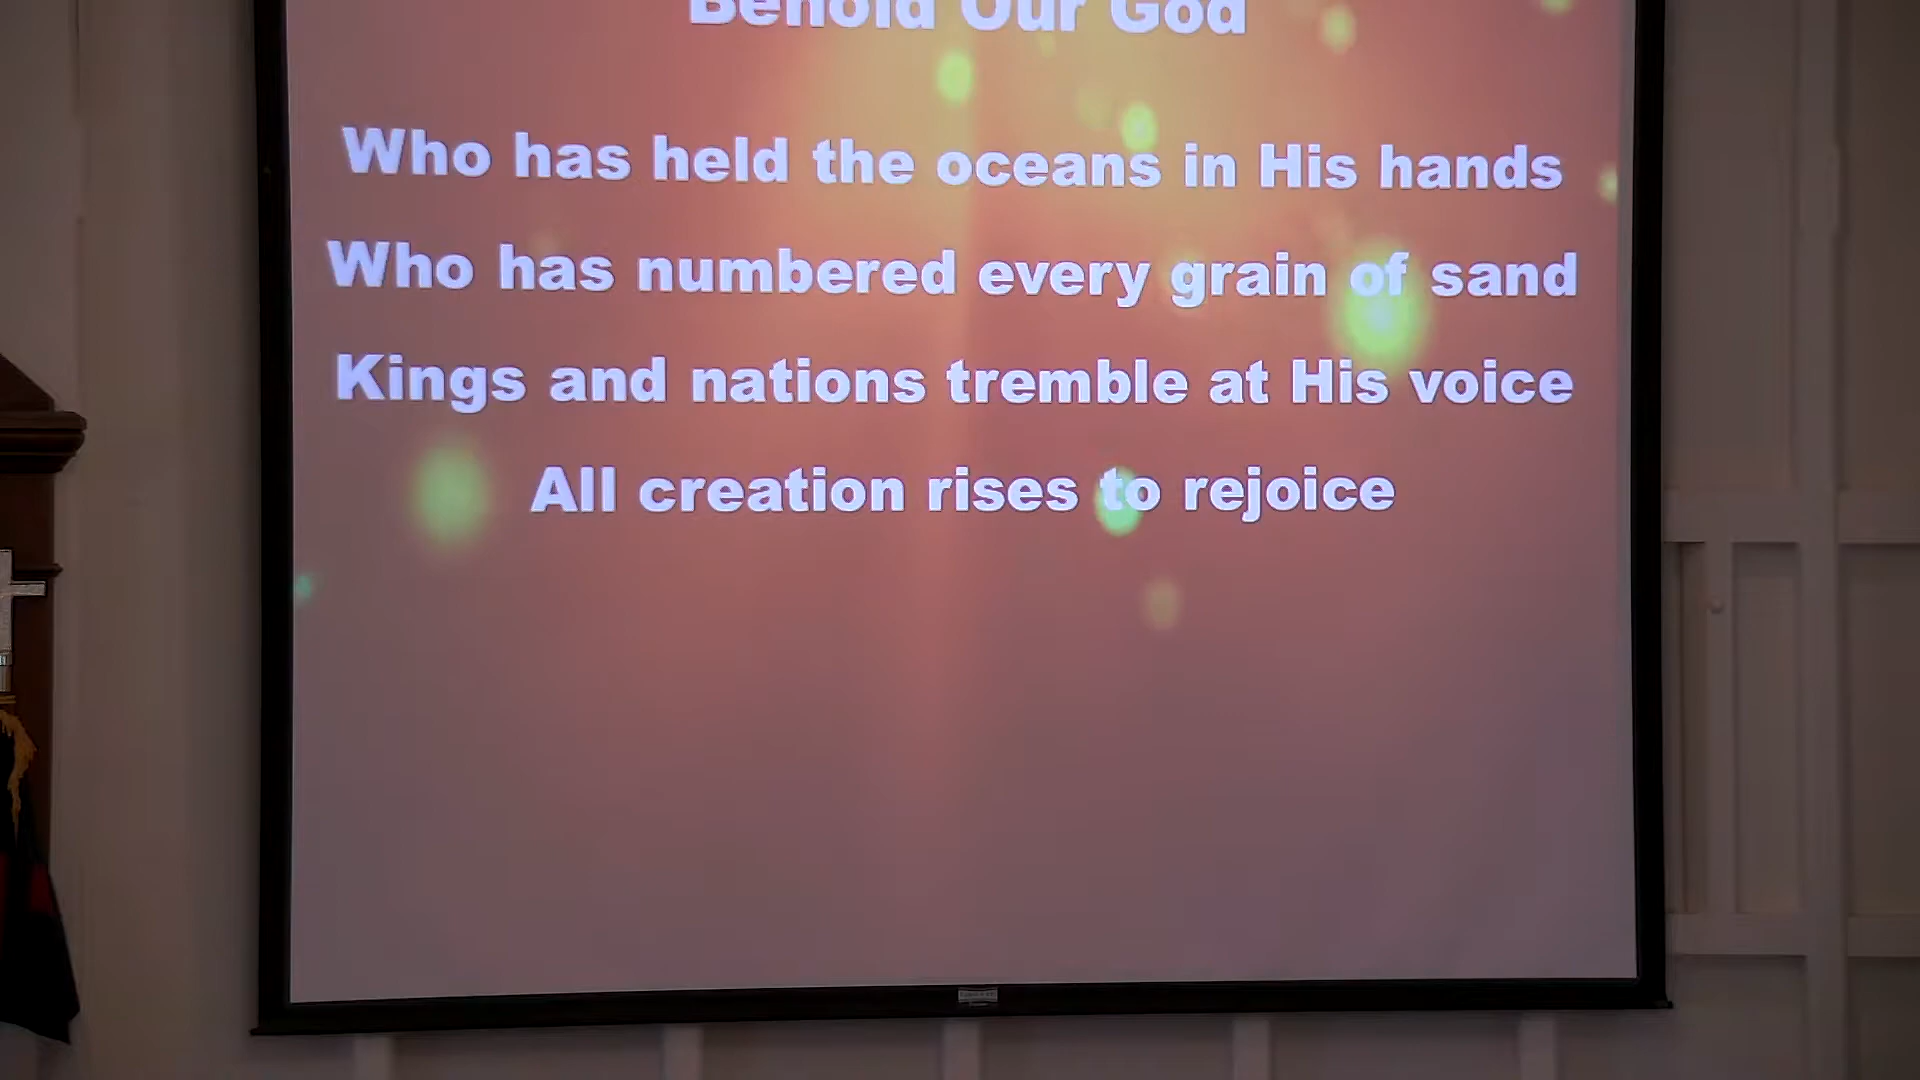 Behold Our God
Who has held the oceans in His hands
Who has numbered every grain of sand
Kings and nations tremble at His voice
All creation rises to rejoice